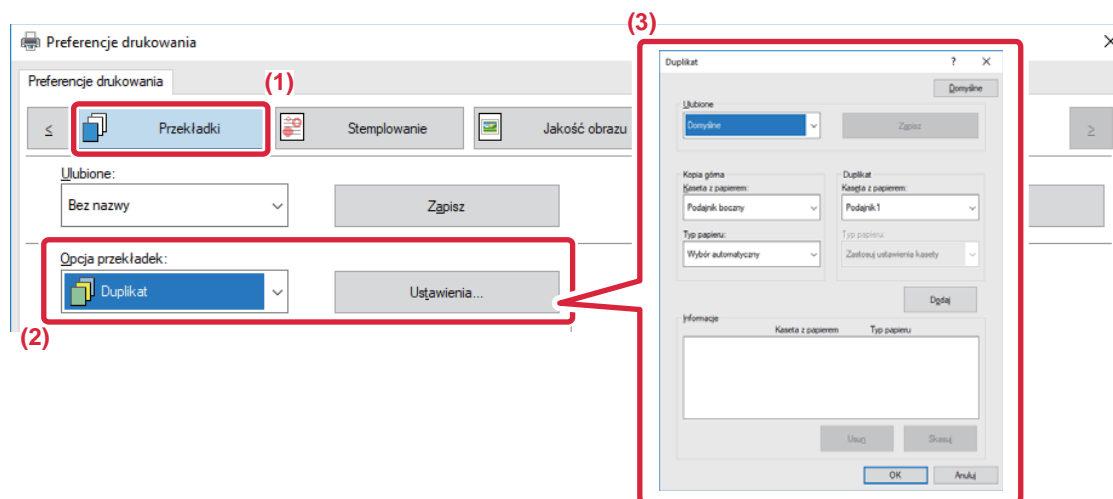 (3)
Preferencje drukowania
Preferencje drukowania
(1)
<
Przekładki
Stemplowanie
Jakość obrazu
>
Ulubione:
Bez nazwy
Zapisz
Opcja przekładek:
Duplikat
Ustawienia...
(2)
Duplikat
?
Domyślne
Ulubione
Domyślne
Zapisz
Kopia górna
Duplikat
Kaseta z papierem:
Kaseta z papierem:
Podajnik boczny
Podajnik1
Typ papieru:
Typ papieru:
Wybór automatyczny
Zastosuj ustawienia kasety
Dodaj
Informacje
Kaseta z papierem
Typ papieru
Usuń
Skasuj
OK
Anuluj